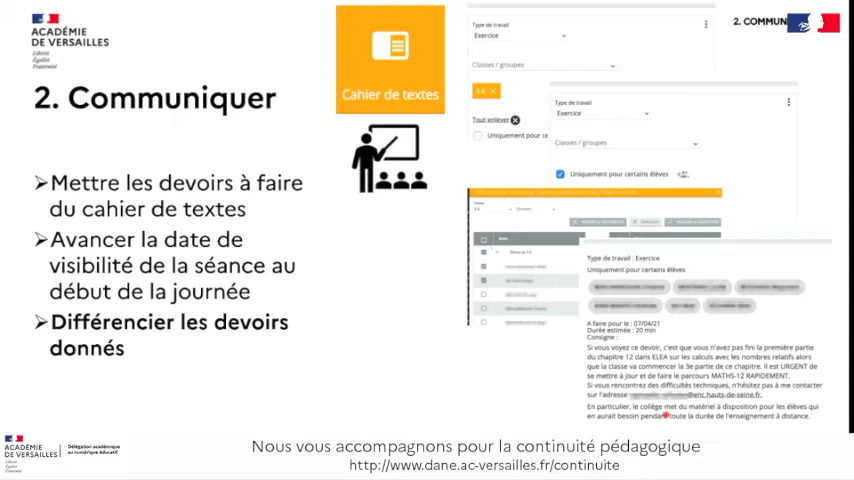 ACADÉMIE
DE VERSAILLES
Liberté
Égalité
Fraternité
2. Communiquer
Mettre les devoirs à faire
du cahier de textes
Avancer la date de
visibilité de la séance au
début de la journée
Différencier les devoirs
donnés
Cahier de textes
Type de travail
Exercice
Classes / groupes
Tout enlever
Uniquement pour ce
2. COMMUN
Type de travail
Exercice
Classes / groupes
Uniquement pour certains élèves
Type de travail : Exercice
Uniquement pour certains élèves
A faire pour le : 07/04/21
Durée estimée : 20 min
Consigne :
Si vous voyez ce devoir, c'est que vous n'avez pas fini la première partie
du chapitre 12 dans ELEA sur les calculs avec les nombres relatifs alors
que la classe va commencer la 3e partie de ce chapitre. Il est URGENT de
se mettre à jour et de faire le parcours MATHS-12 RAPIDEMENT.
Si vous rencontrez des difficultés techniques, n'hésitez pas à me contacter
sur l'adresse @enc.hauts-de-seine.fr.
En particulier, le collège met du matériel à disposition pour les élèves qui
en aurait besoin pendant toute la durée de l'enseignement à distance.
ACADÉMIE
DE VERSAILLES
Liberté
Égalité
Fraternité
Délégation académique
au numérique éducatif
Nous vous accompagnons pour la continuité pédagogique
http://www.dane.ac-versailles.fr/continuite